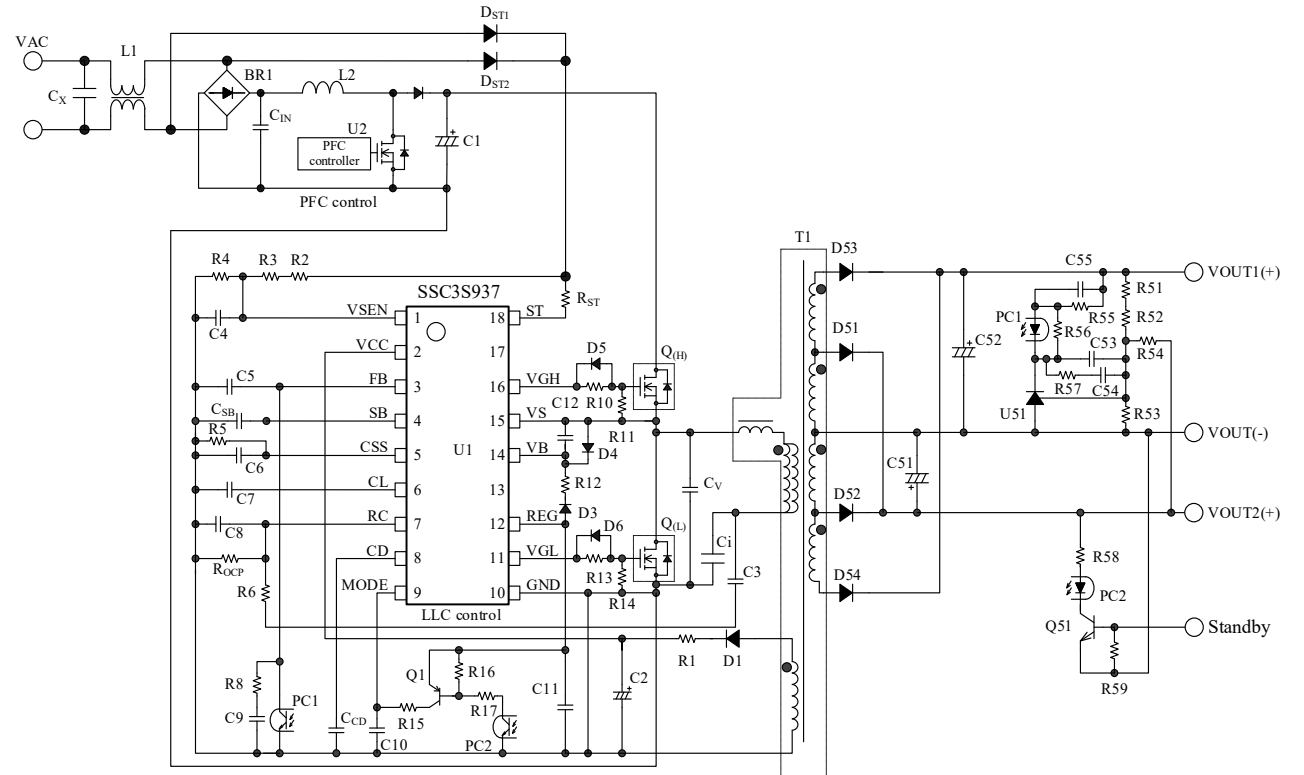 DST1
VAC
L1
DST2
BR1
L2
CX
CIN
U2
C1
PFC
controller
PFC control
T1
D53
R4
R3
R2
C55
VOUT1(+)
R51
SSC3S937
RST
PC1
R55
R52
VSEN
1
18
ST
D51
R56
C4
C52
C53
R54
VCC
2
17
D5
Q(H)
R57
C54
C5
FB
3
16
VGH
U51
R53
CSB
C12
R10
SB
4
15
VS
R11
VOUT(-)
R5
U1
D4
CSS
5
14
VB
C6
C51
R12
CL
6
13
CV
C7
D3
RC
7
12
REG
D6
Q(L)
D52
VOUT2(+)
C8
Ci
CD
8
11
VGL
R58
ROCP
R13
C3
D54
R6
MODE
9
10
GND
R14
PC2
LLC control
Q51
Standby
R1
D1
R59
Q1
R16
R8
C11
C2
PC1
R17
C9
CCD
R15
C10
PC2